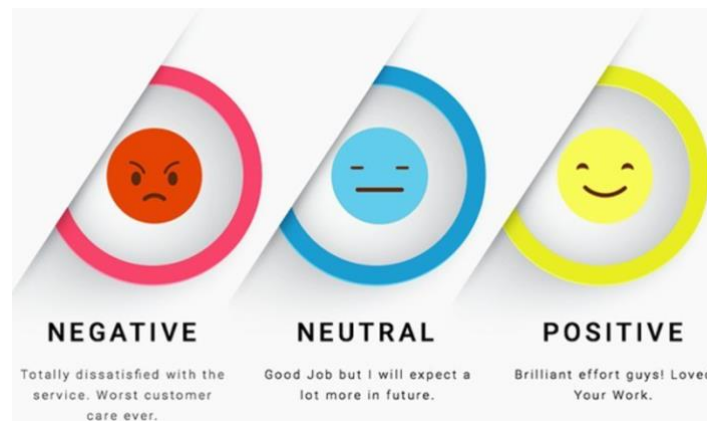 NEGATIVE
Totally dissatisfied with the
service. Worst customer
care ever.
NEUTRAL
Good Job but I will expect a
lot more in future.
POSITIVE
Brilliant effort guys! Love
Your Work.